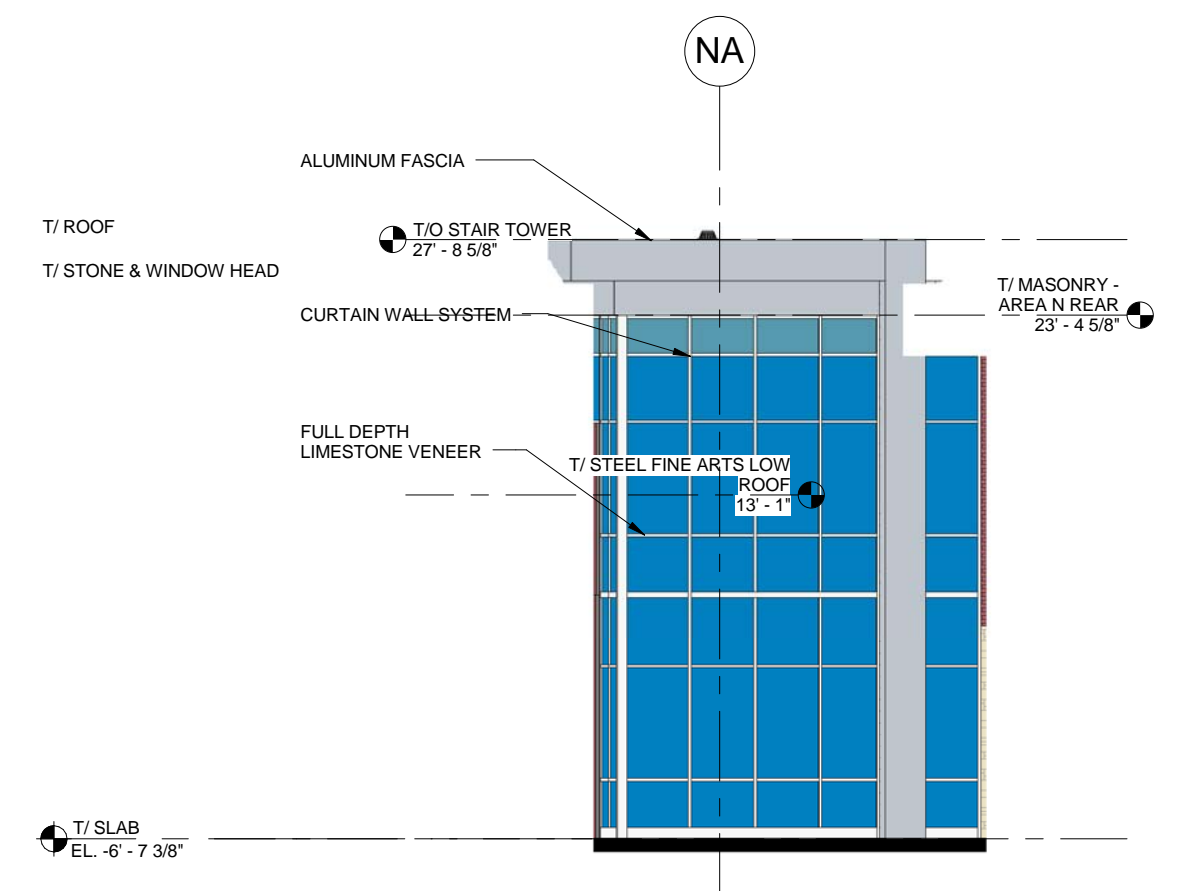 NA
ALUMINUM FASCIA
T/ ROOF
T/O STAIR TOWER
27' - 8 5/8"
T/ STONE & WINDOW HEAD
T/ MASONRY -
AREA N REAR
23' - 4 5/8"
CURTAIN WALL SYSTEM
FULL DEPTH
LIMESTONE VENEER
T/ STEEL FINE ARTS LOW
ROOF
13' - 1"
T/ SLAB
EL. -6' - 7 3/8"